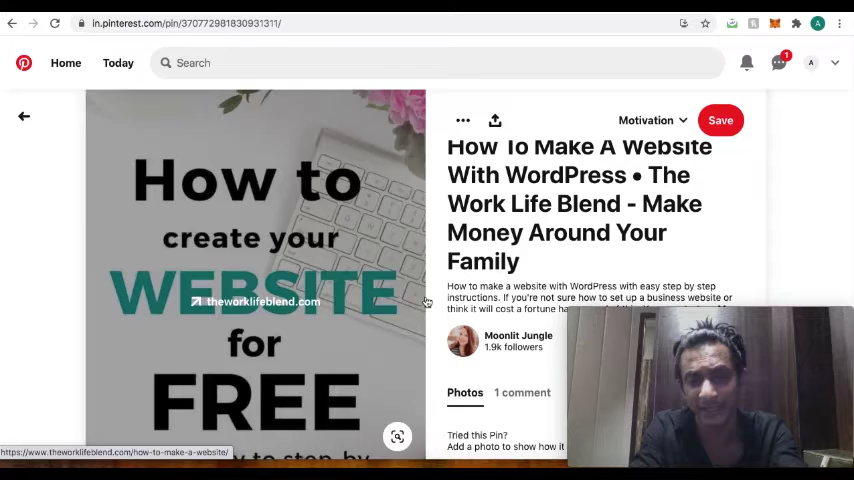 in.pinterest.com/pin/370772981830931311/
A
Home
Today
Search
1
A
Motivation
Save
How to
create your
WEBSITE
theworklifeblend.com
for
FREE
How To Make A Website
With WordPress • The
Work Life Blend - Make
Money Around Your
Family
How to make a website with WordPress with easy step by step
instructions. If you're not sure how to set up a business website or
think it will cost a fortune
Moonlit Jungle
1.9k followers
Photos
1 comment
Tried this Pin?
Add a photo to show how it
https://www.theworklifeblend.com/how-to-make-a-website/
to step-by